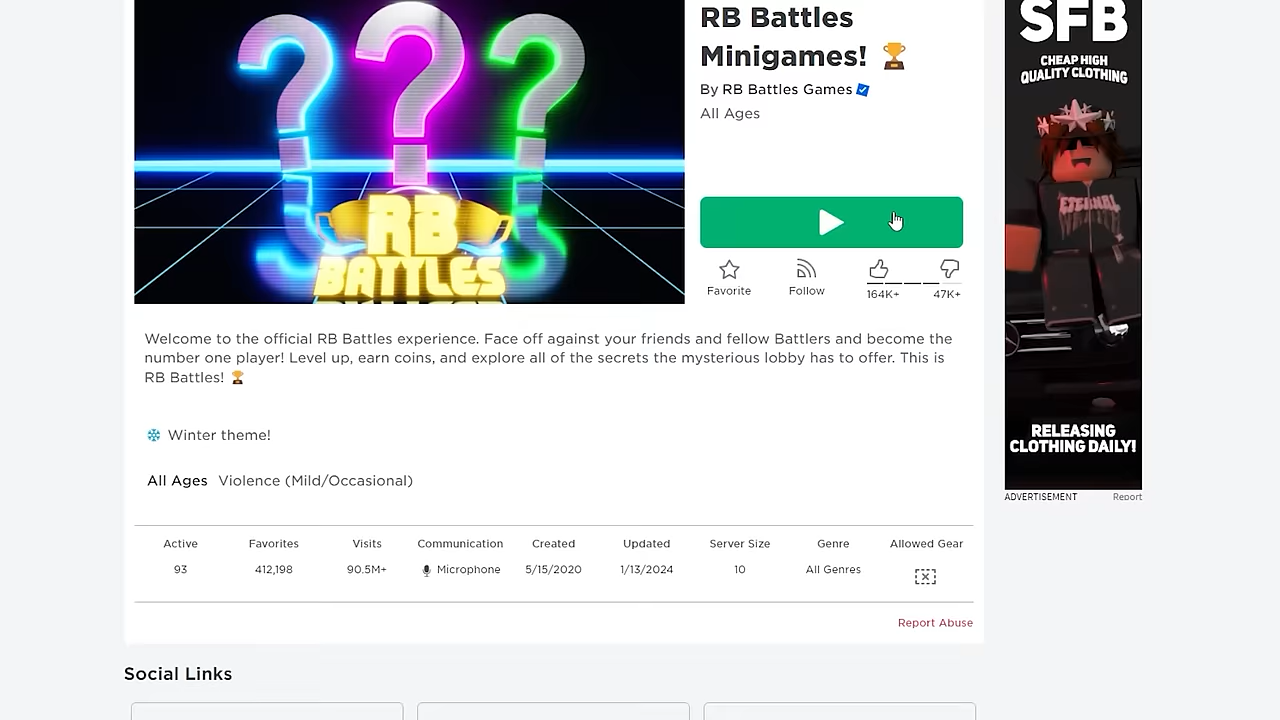 RB
BATTLES
RB Battles
Minigames! 🏆
By RB Battles Games
All Ages
Favorite
Follow
164K+
47K+
Welcome to the official RB Battles experience. Face off against your friends and fellow Battlers and become the
number one player! Level up, earn coins, and explore all of the secrets the mysterious lobby has to offer. This is
RB Battles! 🏆
❄️ Winter theme!
All Ages Violence (Mild/Occasional)
Active Favorites Visits Communication Created Updated Server Size Genre Allowed Gear
93 412,198 90.5M+ Microphone 5/15/2020 1/13/2024 10 All Genres
Report Abuse
Social Links
SFB
CHEAP HIGH
QUALITY CLOTHING
ETERNAL
RELEASING
CLOTHING DAILY!
ADVERTISEMENT Report